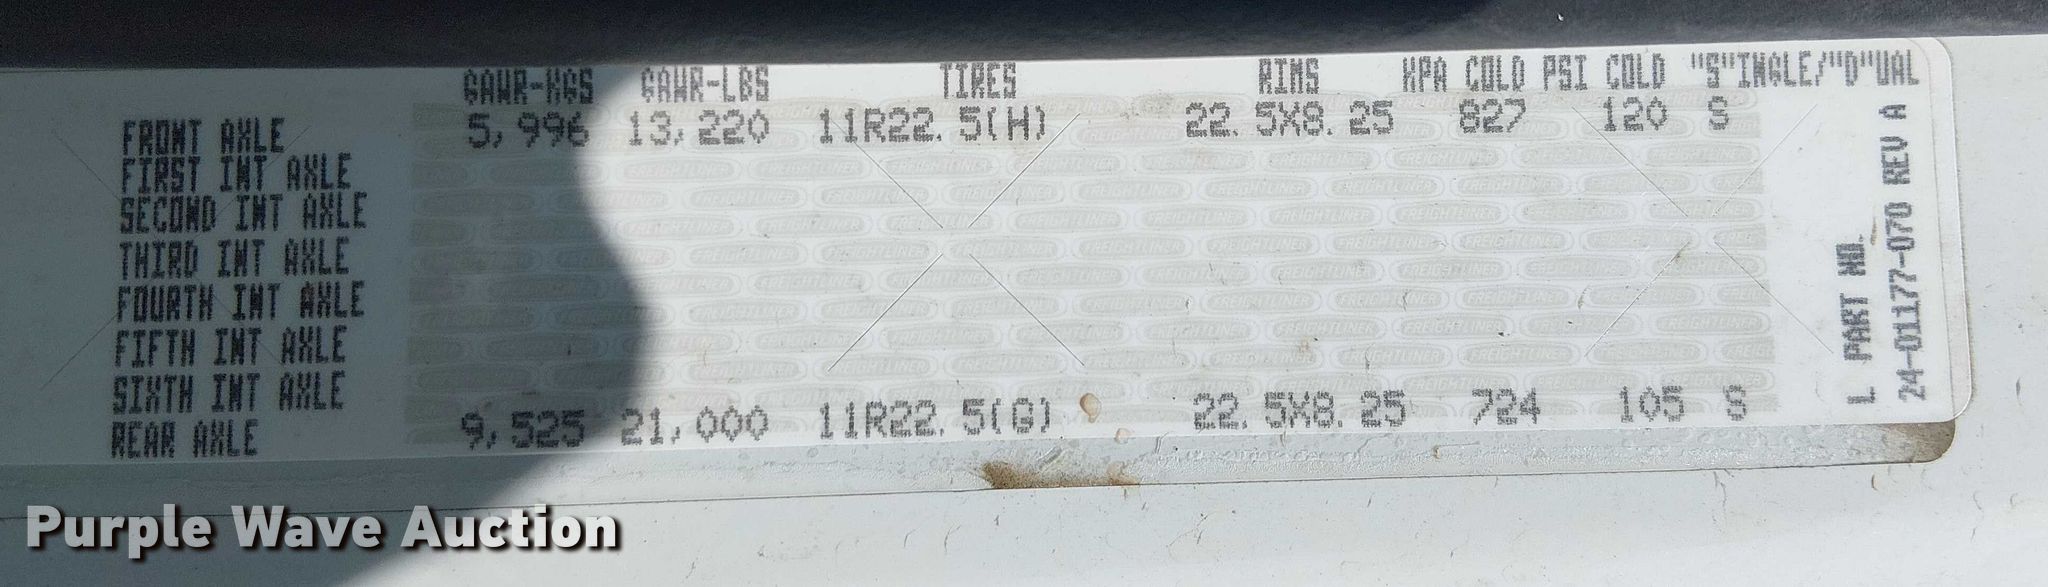 GAWR-KGS GAWR-LBS TIRES RIMS KPA COLD PSI COLD "S"INGLE/"D"UAL
FRONT AXLE 5,996 13,220 11R22.5(H) 22.5X8.25 827 120 S
FIRST INT AXLE
SECOND INT AXLE
THIRD INT AXLE
FOURTH INT AXLE
FIFTH INT AXLE
SIXTH INT AXLE
REAR AXLE 9,525 21,000 11R22.5(G) 22.5X8.25 724 105 S
L PART NO.
24-01177-070 REV A
FREIGHTLINER
Purple Wave Auction